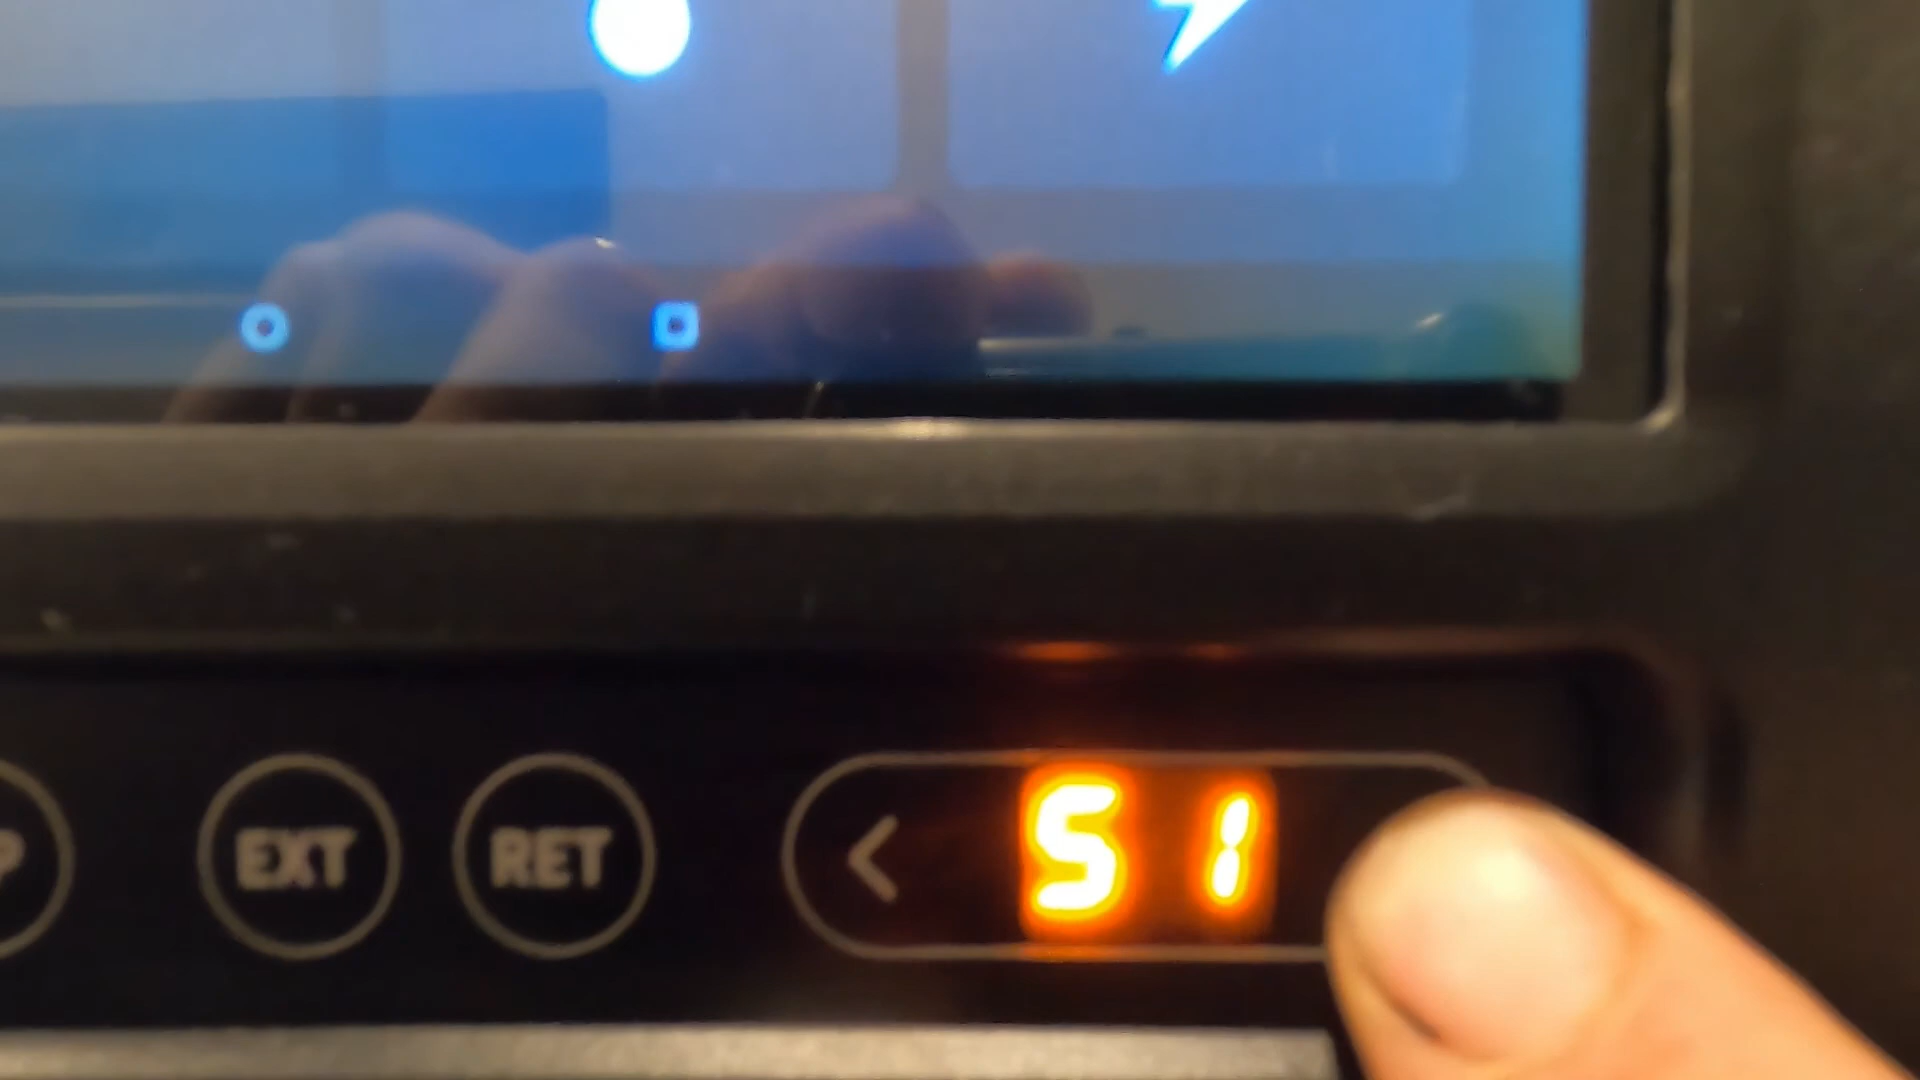 P EXT RET < S1